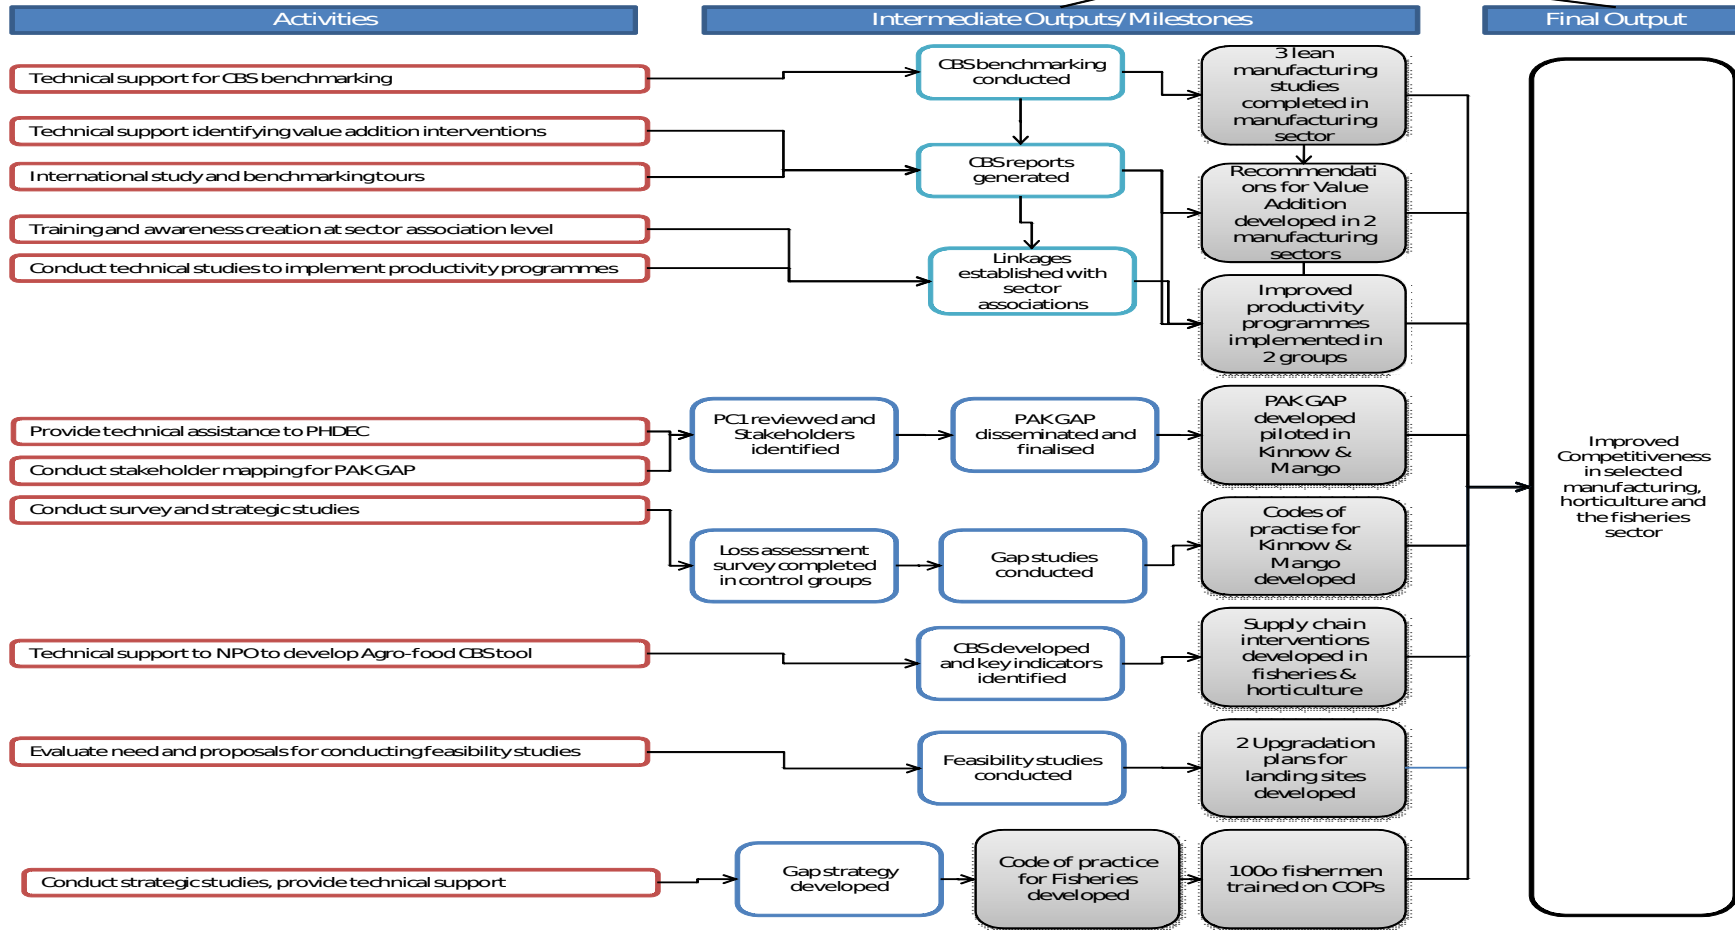 Activities
Intermediate Outputs/Milestones
Final Output
Technical support for CBS benchmarking
Technical support identifying value addition interventions
International study and benchmarking tours
Training and awareness creation at sector association level
Conduct technical studies to implement productivity programmes
CBS benchmarking
conducted
CBS reports
generated
Linkages
established with
sector
associations
3 lean
manufacturing
studies
completed in
manufacturing
sector
Recommendati
ons for Value
Addition
developed in 2
manufacturing
sectors
Improved
productivity
programmes
implemented in
2 groups
Provide technical assistance to PHDEC
Conduct stakeholder mapping for PAK GAP
Conduct survey and strategic studies
PC1 reviewed and
Stakeholders
identified
PAK GAP
disseminated and
finalised
PAK GAP
developed
piloted in
Kinnow &
Mango
Loss assessment
survey completed
in control groups
Gap studies
conducted
Codes of
practise for
Kinnow &
Mango
developed
Technical support to NPO to develop Agro-food CBS tool
CBS developed
and key indicators
identified
Supply chain
interventions
developed in
fisheries &
horticulture
Evaluate need and proposals for conducting feasibility studies
Feasibility studies
conducted
2 Upgradation
plans for
landing sites
developed
Conduct strategic studies, provide technical support
Gap strategy
developed
Code of practice
for Fisheries
developed
100o fishermen
trained on COPs
Improved
Competitiveness
in selected
manufacturing,
horticulture and
the fisheries
sector